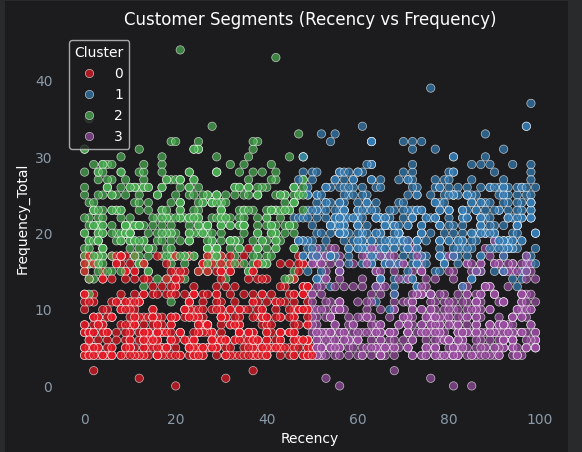 Customer Segments (Recency vs Frequency)
Cluster
0
1
2
3
Frequency_Total
40
30
20
10
0
0 20 40 60 80 100
Recency